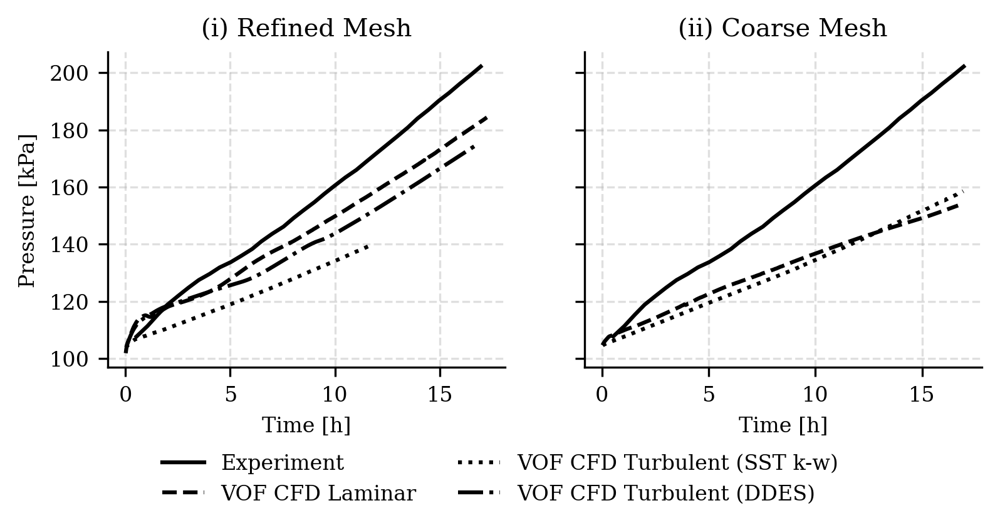 (i) Refined Mesh
(ii) Coarse Mesh
Pressure [kPa]
200
180
160
140
120
100
0 5 10 15
0 5 10 15
Time [h]
Time [h]
Experiment
VOF CFD Laminar
VOF CFD Turbulent (SST k-w)
VOF CFD Turbulent (DDES)